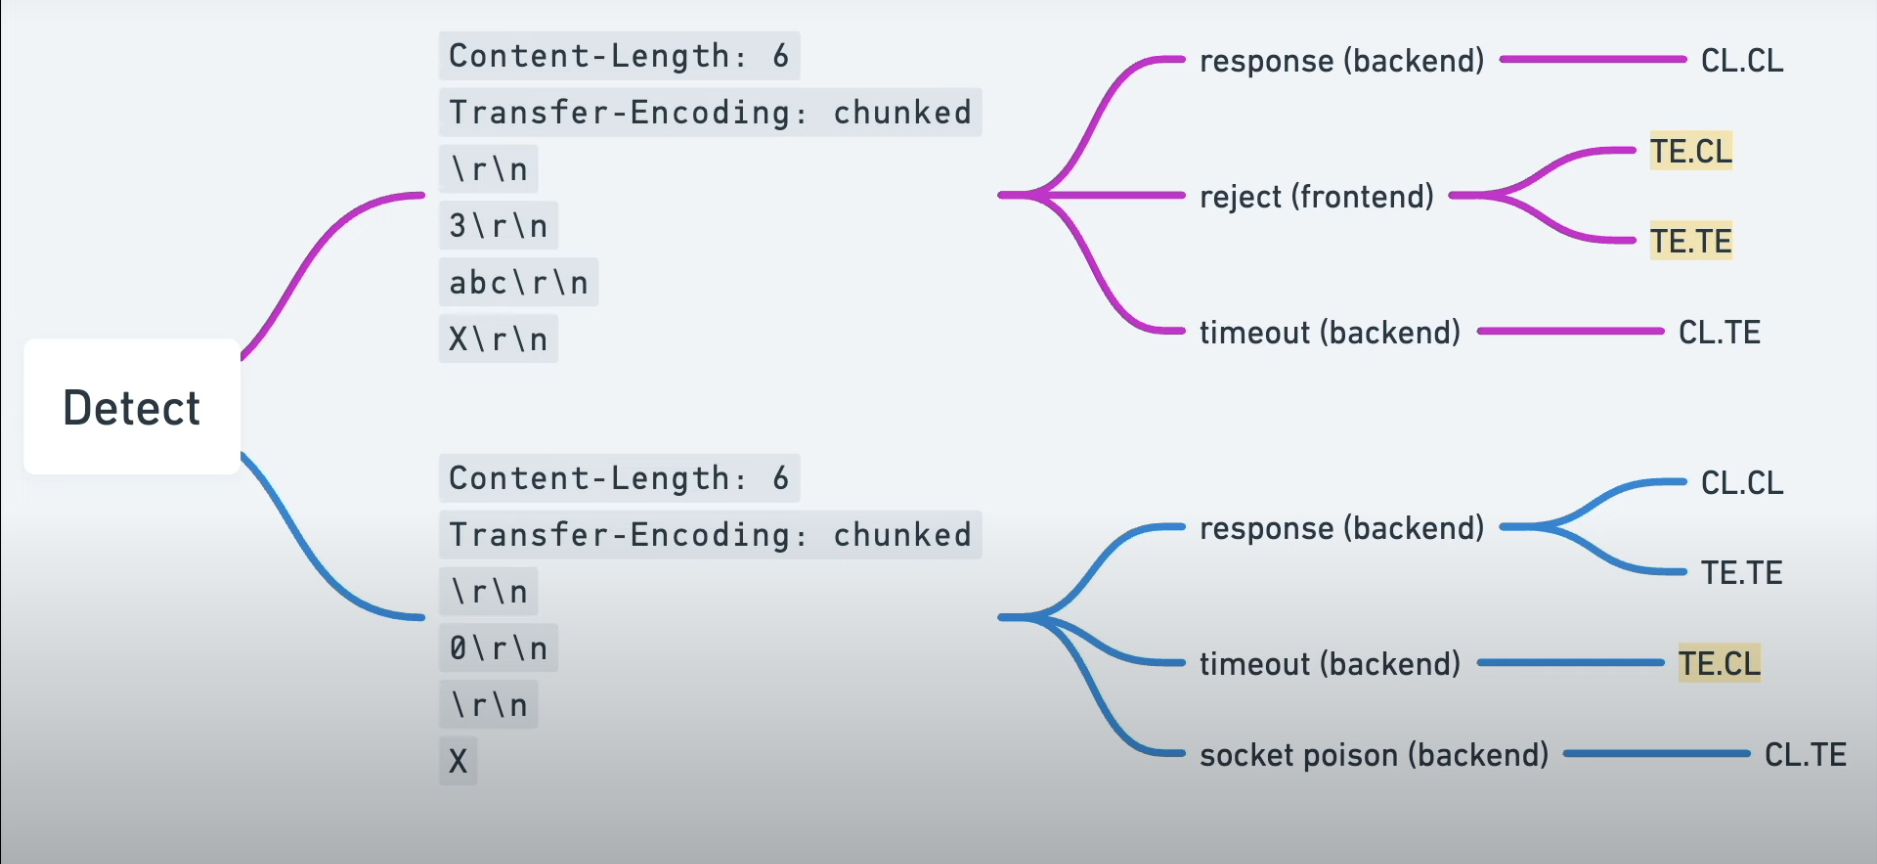 Detect
Content-Length: 6
Transfer-Encoding: chunked
\r\n
3\r\n
abc\r\n
X\r\n
response (backend)
CL.CL
reject (frontend)
TE.CL
TE.TE
timeout (backend)
CL.TE
Content-Length: 6
Transfer-Encoding: chunked
\r\n
0\r\n
\r\n
X
response (backend)
CL.CL
TE.TE
timeout (backend)
TE.CL
socket poison (backend)
CL.TE